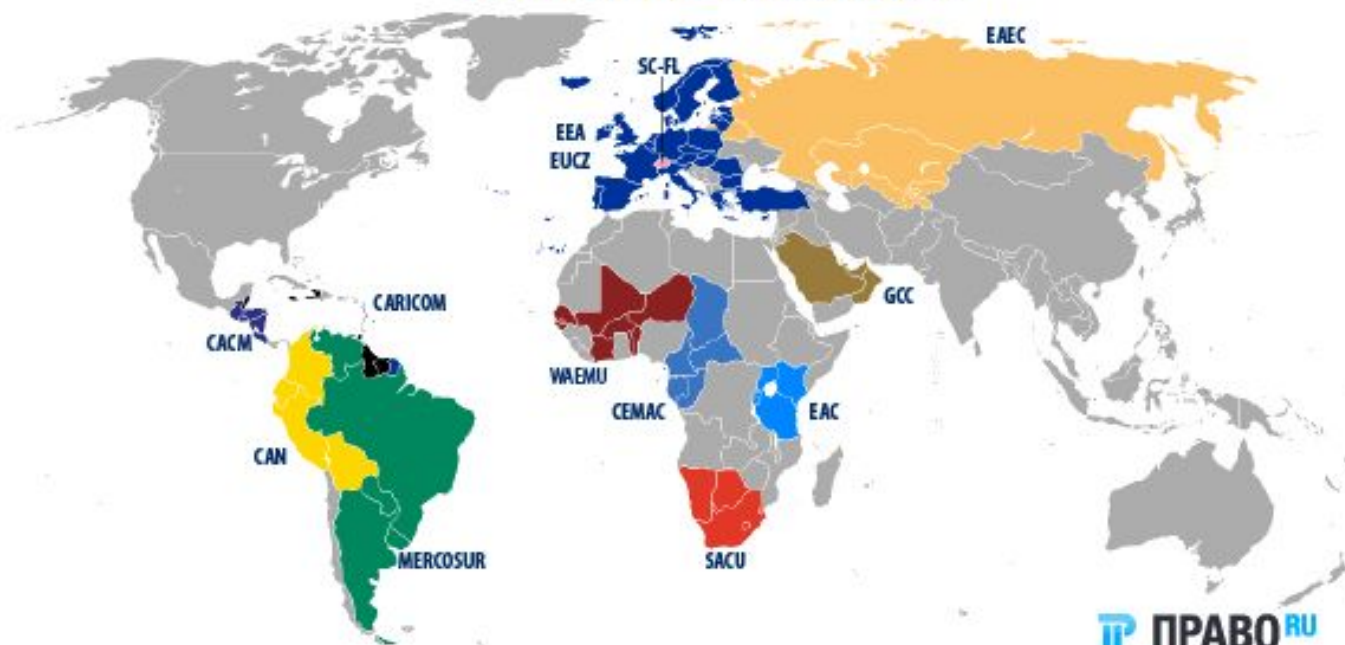 EAEC
SC-FL
EEA
EUCZ
GCC
CARICOM
CACM
WAEMU
CEMAC
EAC
CAN
MERCOSUR
SACU
ПРАВО RU